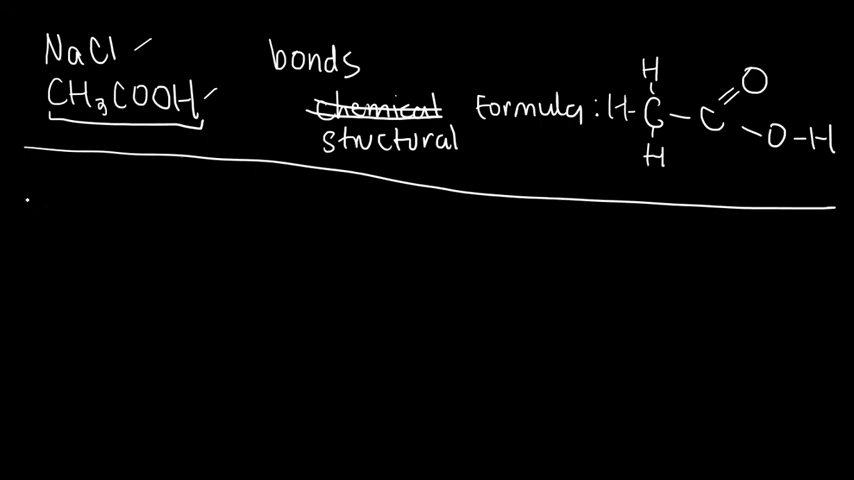 NaCl
CH₃COOH
bonds
chemical Formula:
structural
H
H-C-C=O
H
O-H